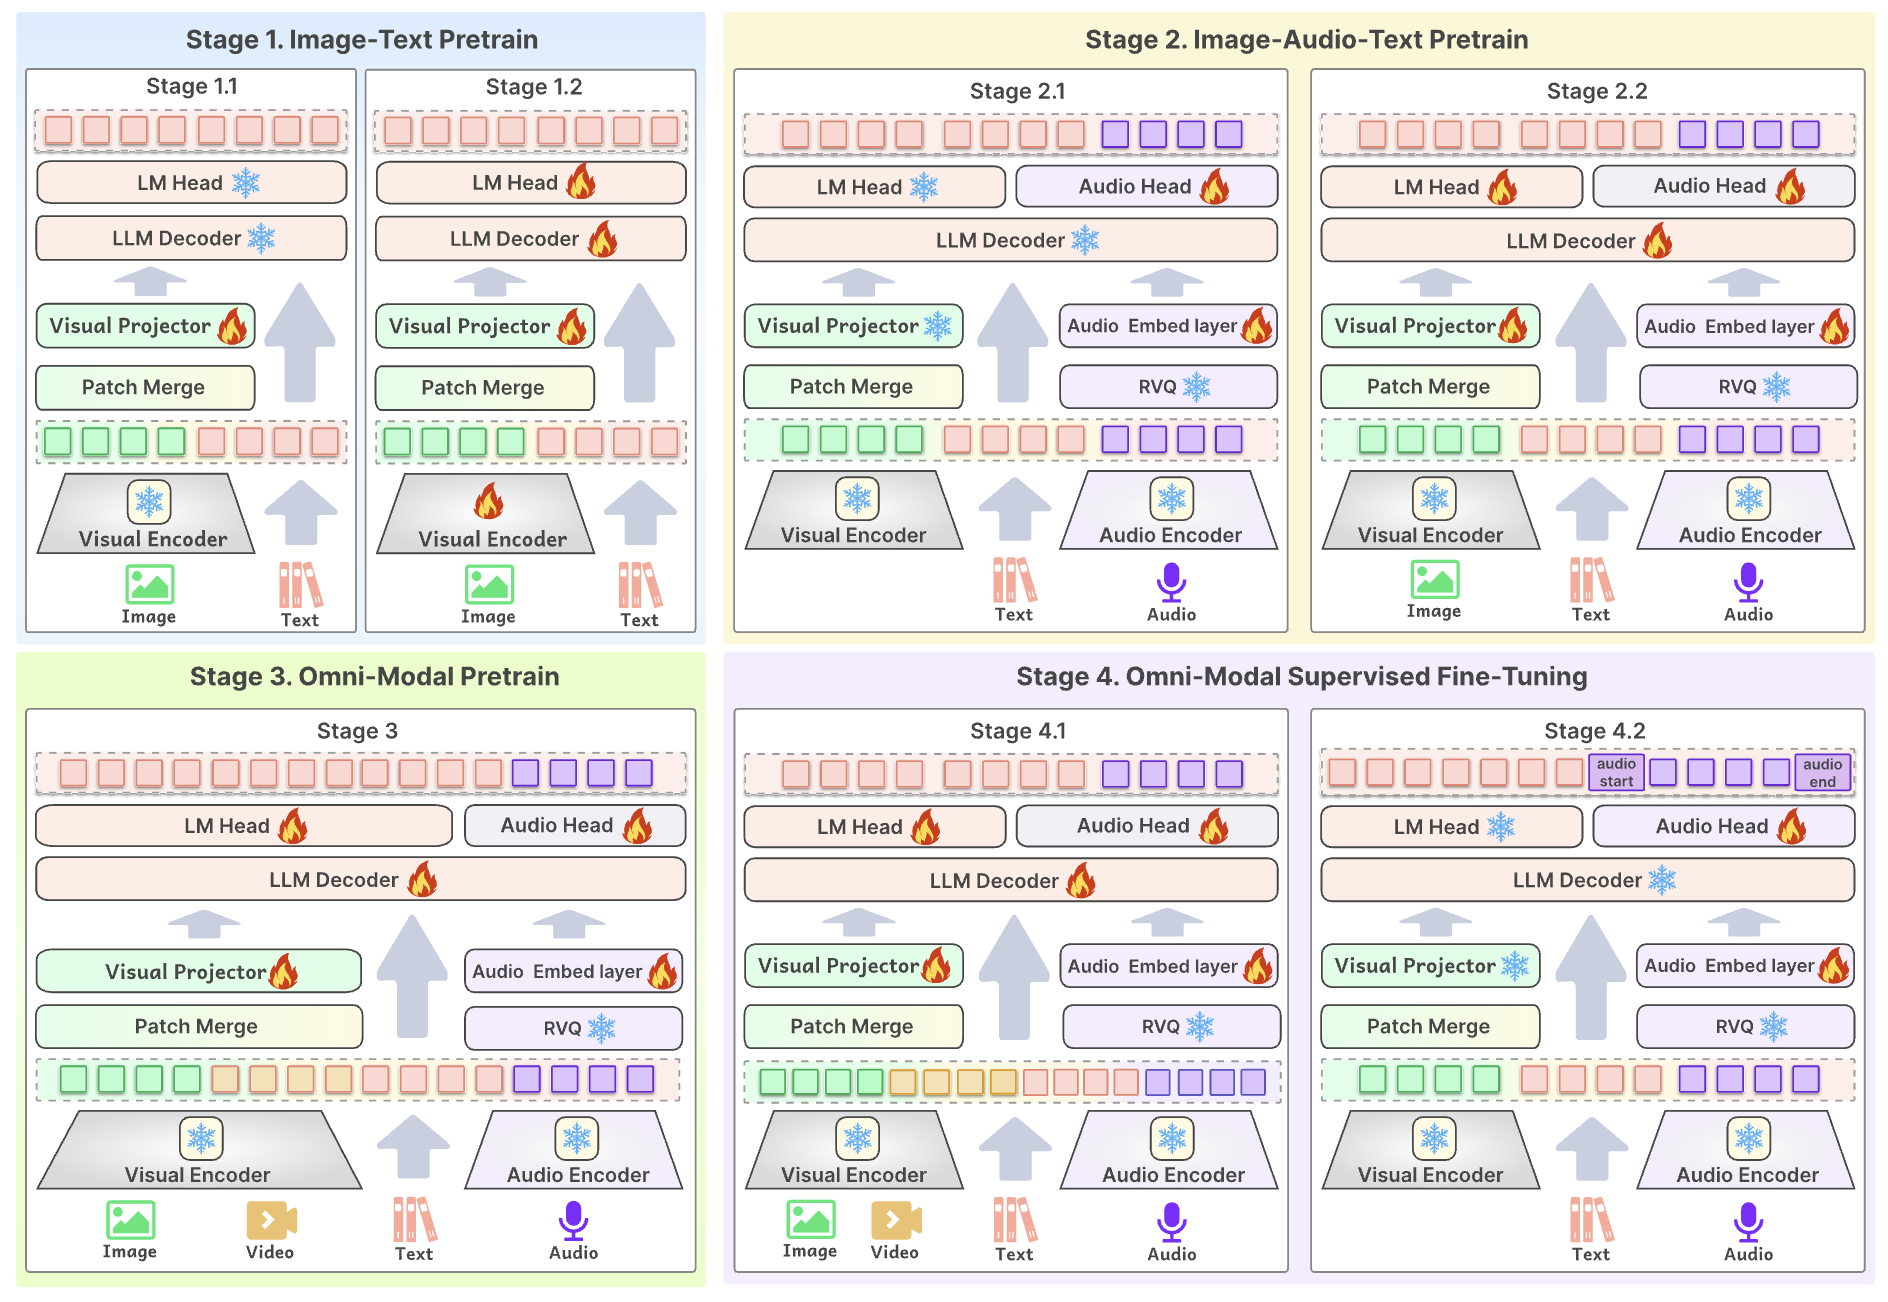 Stage 1. Image-Text Pretrain
Stage 1.1
LM Head
LLM Decoder
Visual Projector
Patch Merge
Visual Encoder
Image
Text
Stage 1.2
LM Head
LLM Decoder
Visual Projector
Patch Merge
Visual Encoder
Image
Text
Stage 2. Image-Audio-Text Pretrain
Stage 2.1
LM Head
Audio Head
LLM Decoder
Visual Projector
Audio Embed layer
Patch Merge
RVQ
Visual Encoder
Audio Encoder
Text
Audio
Stage 2.2
LM Head
Audio Head
LLM Decoder
Visual Projector
Audio Embed layer
Patch Merge
RVQ
Visual Encoder
Audio Encoder
Image
Text
Audio
Stage 3. Omni-Modal Pretrain
Stage 3
LM Head
Audio Head
LLM Decoder
Visual Projector
Audio Embed layer
Patch Merge
RVQ
Visual Encoder
Audio Encoder
Image
Video
Text
Audio
Stage 4. Omni-Modal Supervised Fine-Tuning
Stage 4.1
LM Head
Audio Head
LLM Decoder
Visual Projector
Audio Embed layer
Patch Merge
RVQ
Visual Encoder
Audio Encoder
Image
Video
Text
Audio
Stage 4.2
audio
start
audio
end
LM Head
Audio Head
LLM Decoder
Visual Projector
Audio Embed layer
Patch Merge
RVQ
Visual Encoder
Audio Encoder
Text
Audio